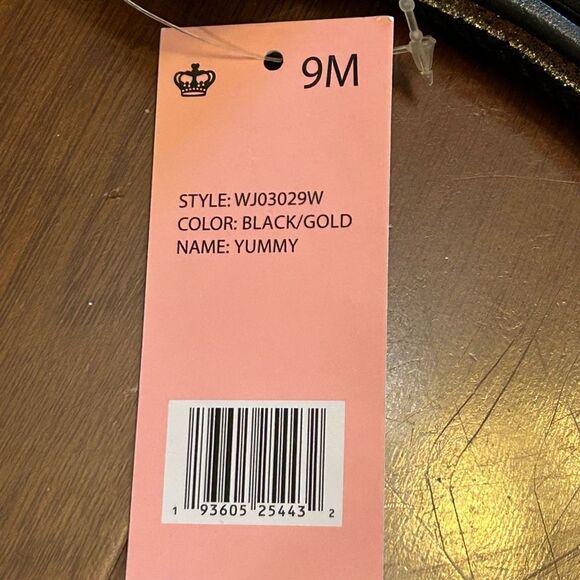 9M
STYLE: WJ03029W
COLOR: BLACK/GOLD
NAME: YUMMY
1 93605 25443 2